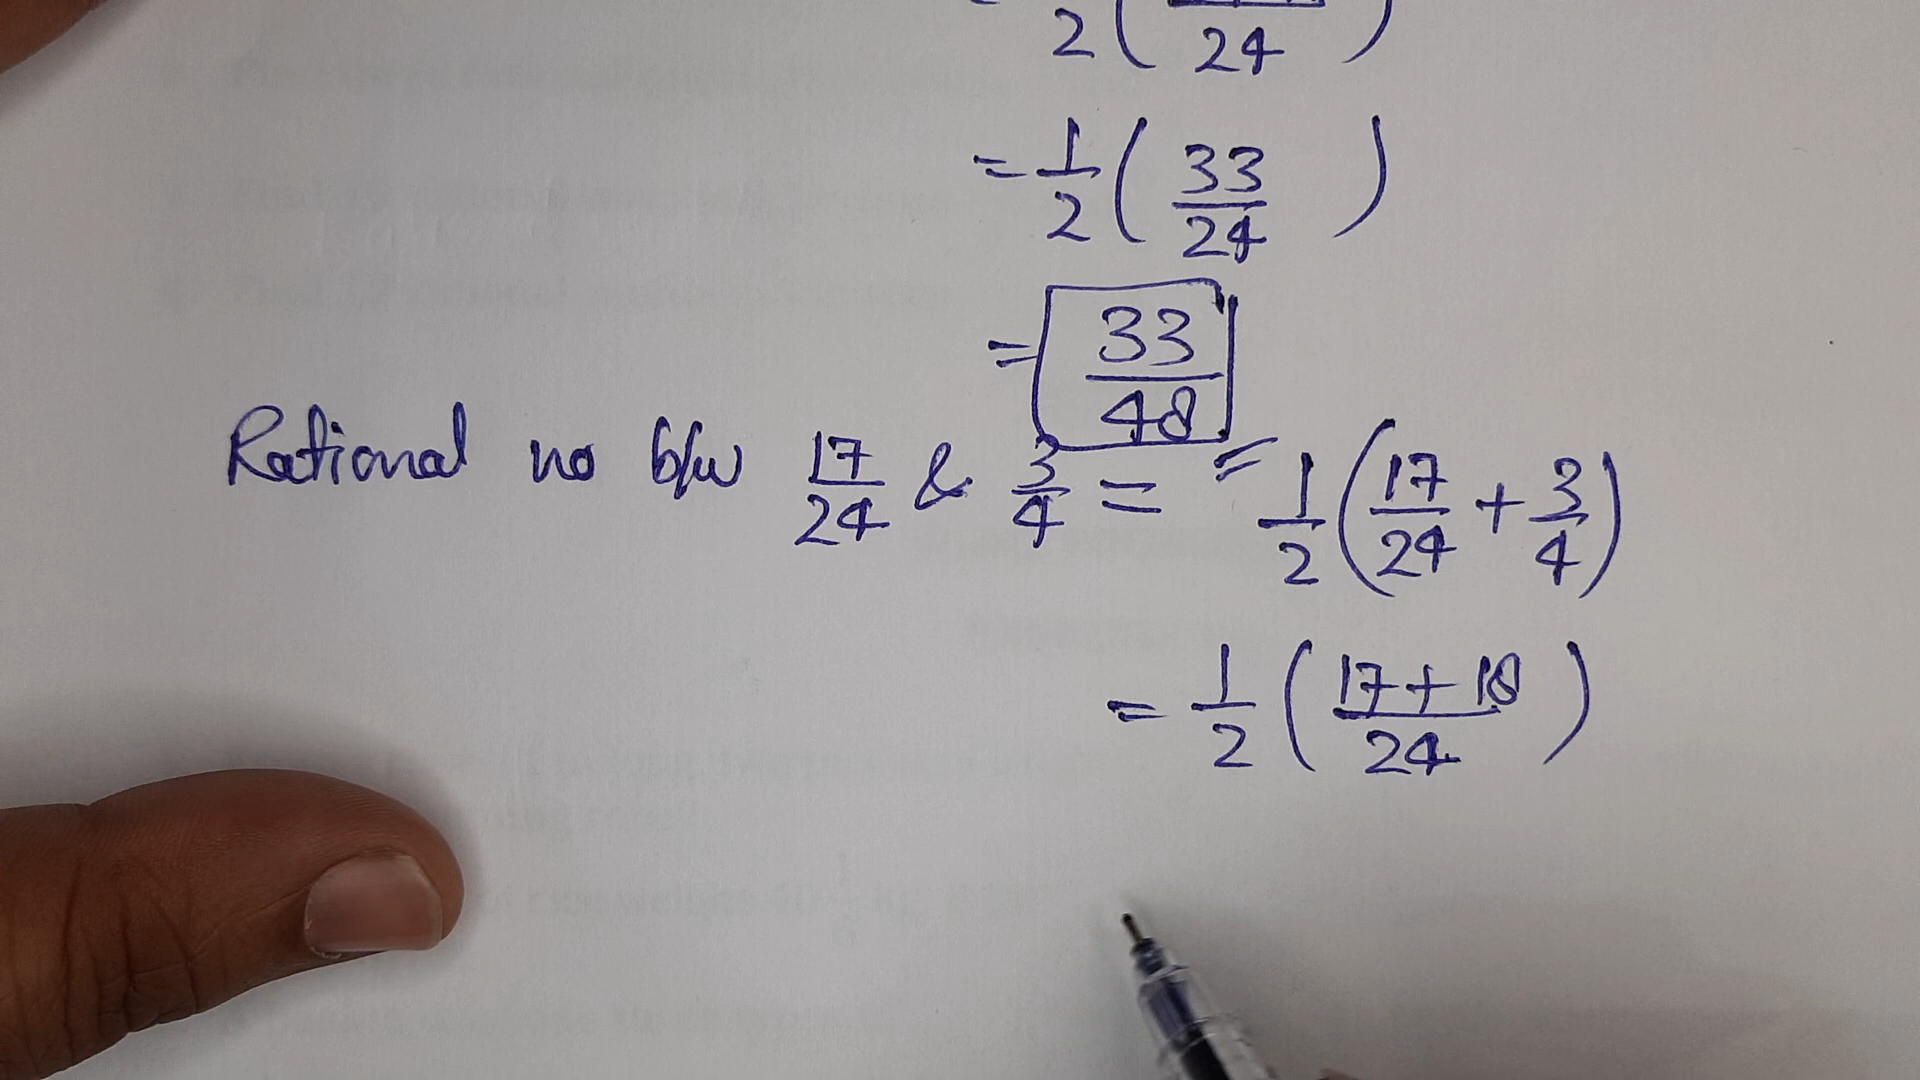 = 1/2 ( /24 )
= 1/2 ( 33/24 )
= 33/48
Rational no b/w 17/24 & 3/4 = = 1/2 ( 17/24 + 3/4 )
= 1/2 ( 17+18/24 )